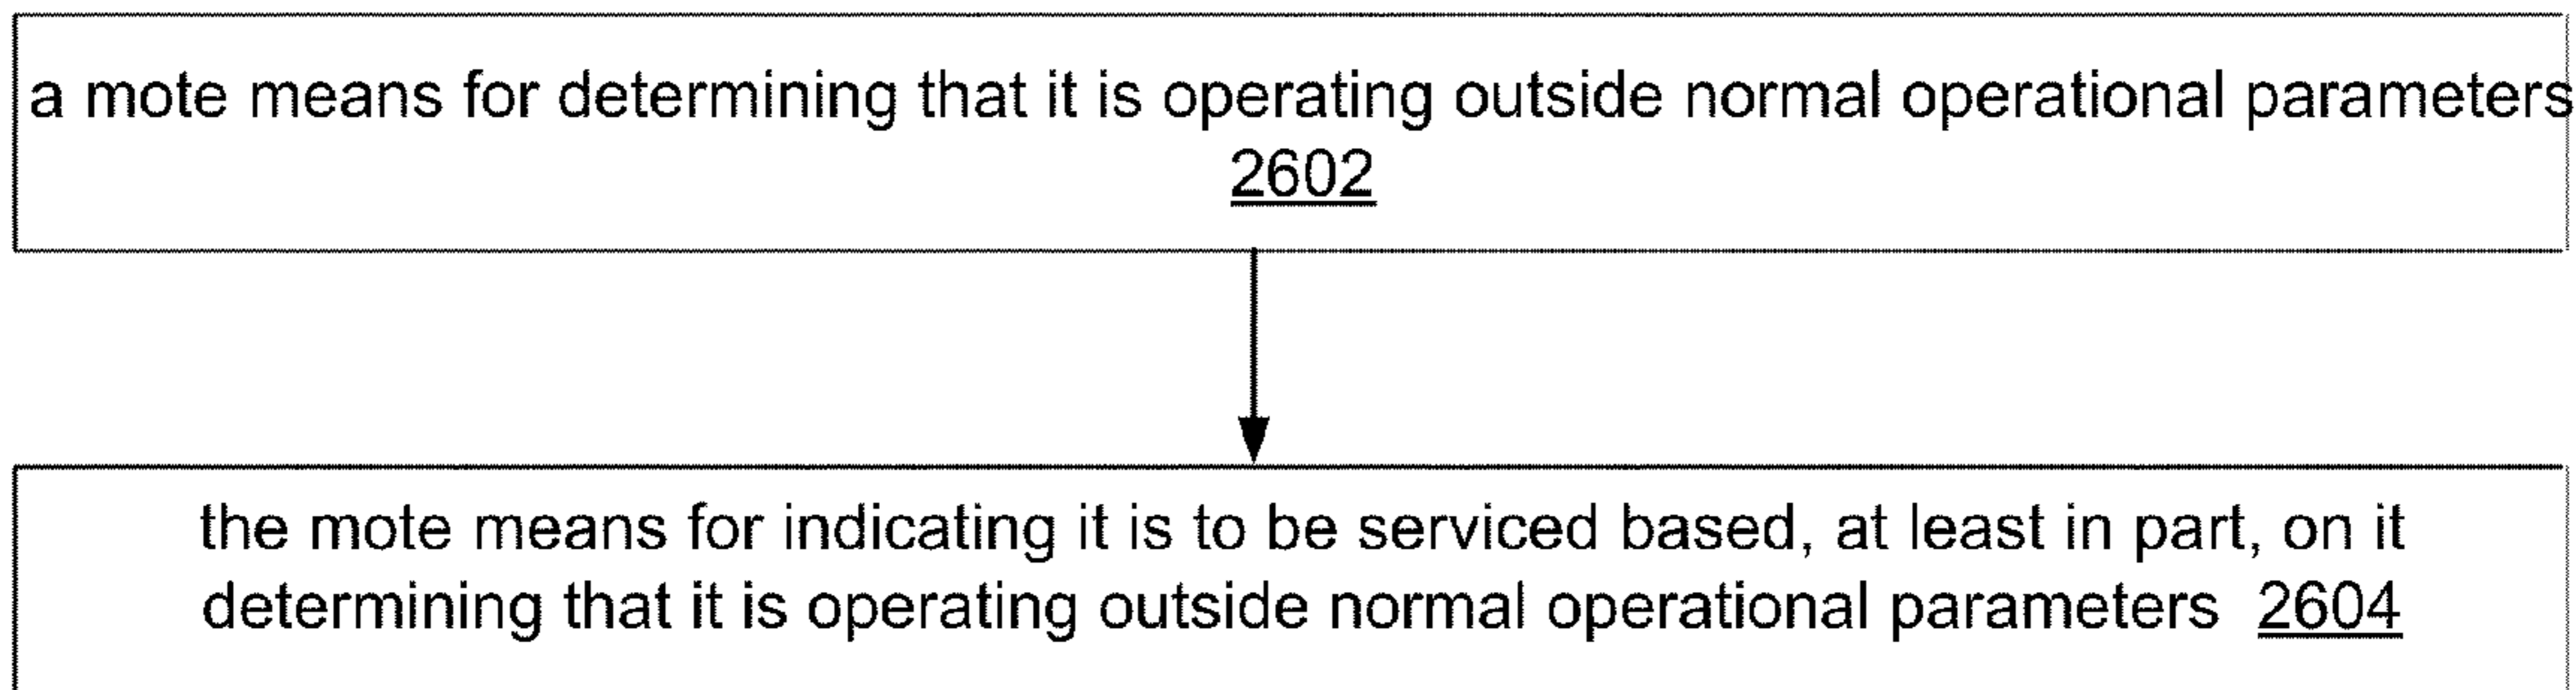 a mote means for determining that it is operating outside normal operational parameters
2602
the mote means for indicating it is to be serviced based, at least in part, on it
determining that it is operating outside normal operational parameters 2604